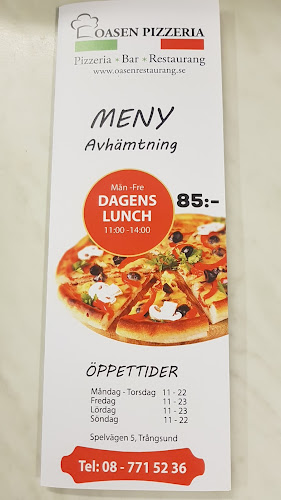 OASEN PIZZERIA
Pizzeria * Bar * Restaurang
www.oasenrestaurang.se
MENY
Avhämtning
Mån -Fre
DAGENS
LUNCH
11:00 -14:00
85:-
ÖPPETTIDER
Måndag - Torsdag 11 - 22
Fredag 11 - 23
Lördag 11 - 23
Söndag 11 - 22
Spelvägen 5, Trångsund
Tel: 08 - 771 52 36